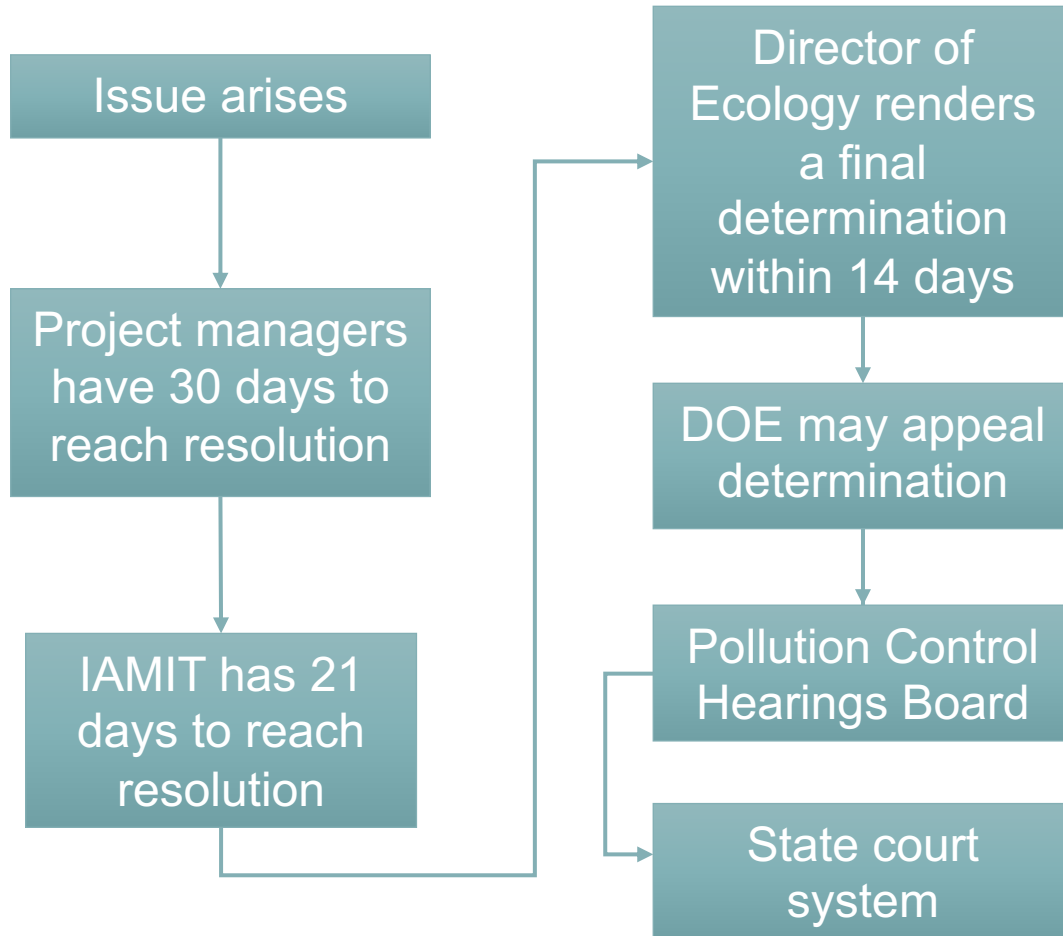 Issue arises
Project managers
have 30 days to
reach resolution
IAMIT has 21
days to reach
resolution
Director of
Ecology renders
a final
determination
within 14 days
DOE may appeal
determination
Pollution Control
Hearings Board
State court
system